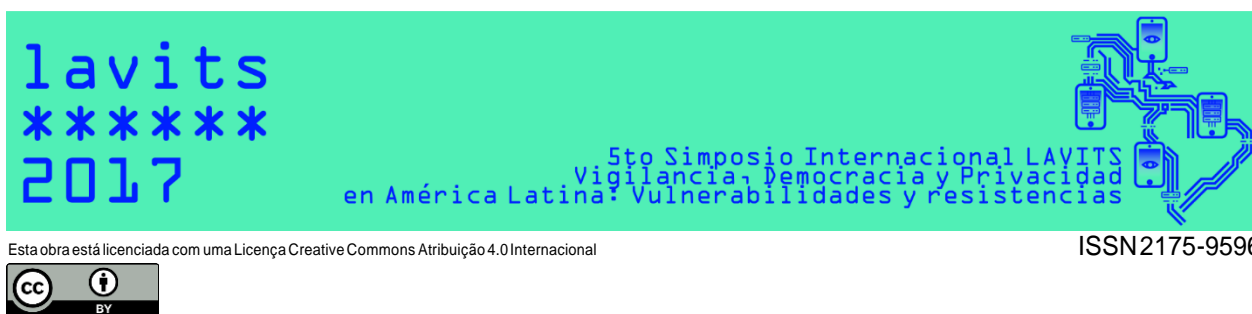 lavits
******
2017
5to Simposio Internacional LAVITS
Vigilancia, Democracia y Privacidad
en América Latina: Vulnerabilidades y resistencias
Esta obra está licenciada com uma Licença Creative Commons Atribuição 4.0 Internacional
ISSN 2175-9596
cc
BY